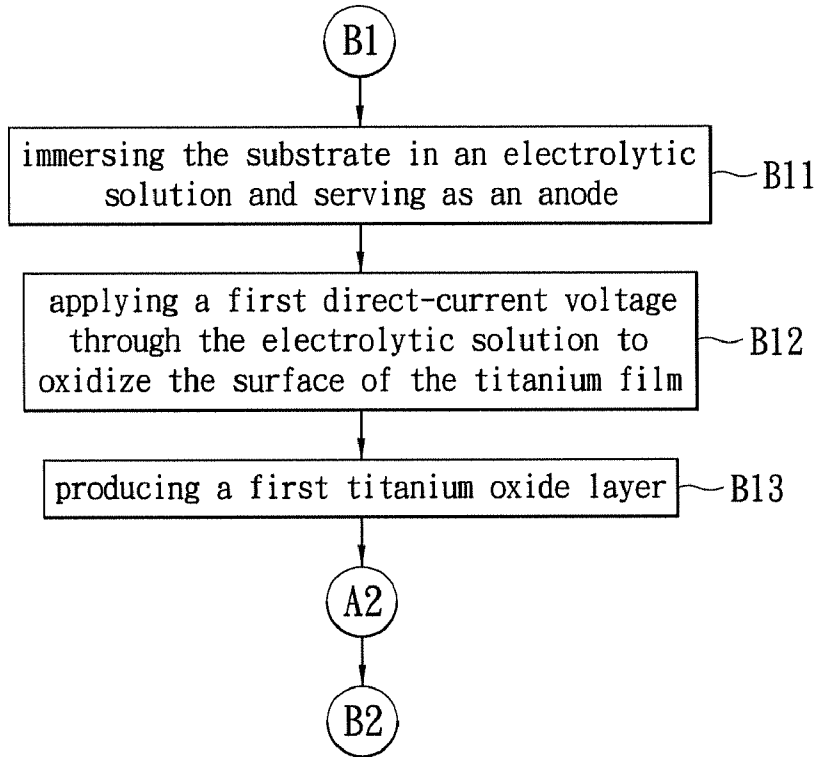 B1
immersing the substrate in an electrolytic
solution and serving as an anode
B11
applying a first direct-current voltage
through the electrolytic solution to
oxidize the surface of the titanium film
B12
producing a first titanium oxide layer
B13
A2
B2